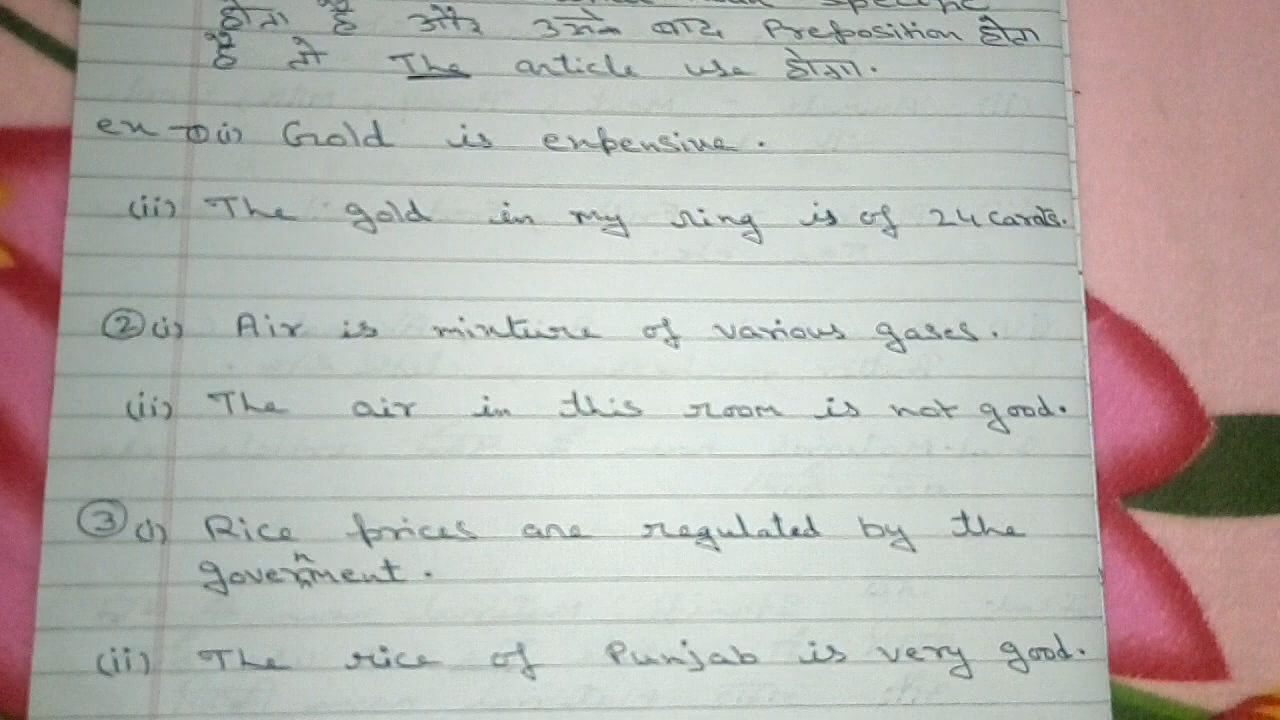 specific
होता है और उसके बाद Preposition होता
है तो The article use होगा.
ex → ① (i) Gold is expensive.
(ii) The gold in my ring is of 24 carats.
② (i) Air is mixture of various gases.
(ii) The air in this room is not good.
③ (i) Rice prices are regulated by the
government.
(ii) The rice of Punjab is very good.